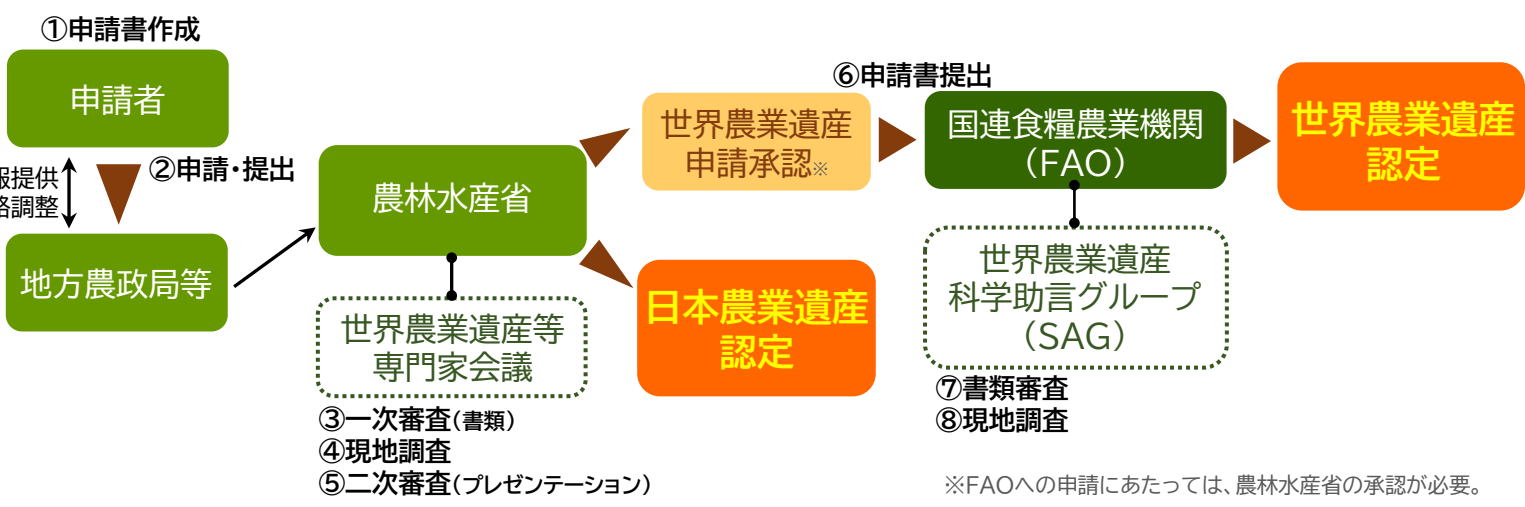 ①申請書作成
申請者
報提供
絡調整
②申請・提出
地方農政局等
農林水産省
世界農業遺産等
専門家会議
③一次審査(書類)
④現地調査
⑤二次審査(プレゼンテーション)
世界農業遺産
申請承認※
日本農業遺産
認定
⑥申請書提出
国連食糧農業機関
(FAO)
世界農業遺産
科学助言グループ
(SAG)
⑦書類審査
⑧現地調査
世界農業遺産
認定
※FAOへの申請にあたっては、農林水産省の承認が必要。